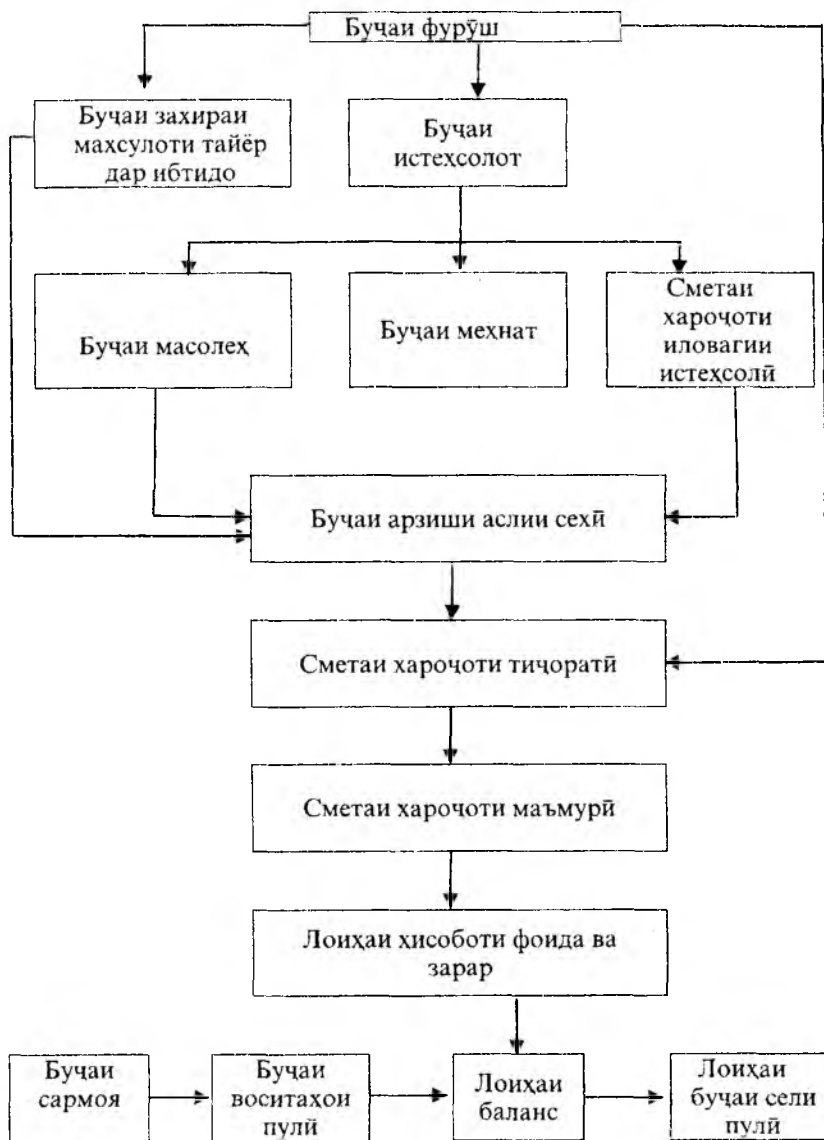 Буҷаи фурӯш
Буҷаи захираи
маҳсулоти тайёр
дар ибтидо
Буҷаи
истеҳсолот
Буҷаи масолеҳ
Буҷаи меҳнат
Сметаи
хароҷоти
иловагии
истеҳсолӣ
Буҷаи арзиши аслии сехӣ
Сметаи хароҷоти тиҷоратӣ
Сметаи хароҷоти маъмурӣ
Лоиҳаи ҳисоботи фоида ва
зарар
Буҷаи
сармоя
Буҷаи
воситаҳои
пулӣ
Лоиҳаи
баланс
Лоиҳаи
буҷаи сели
пулӣ